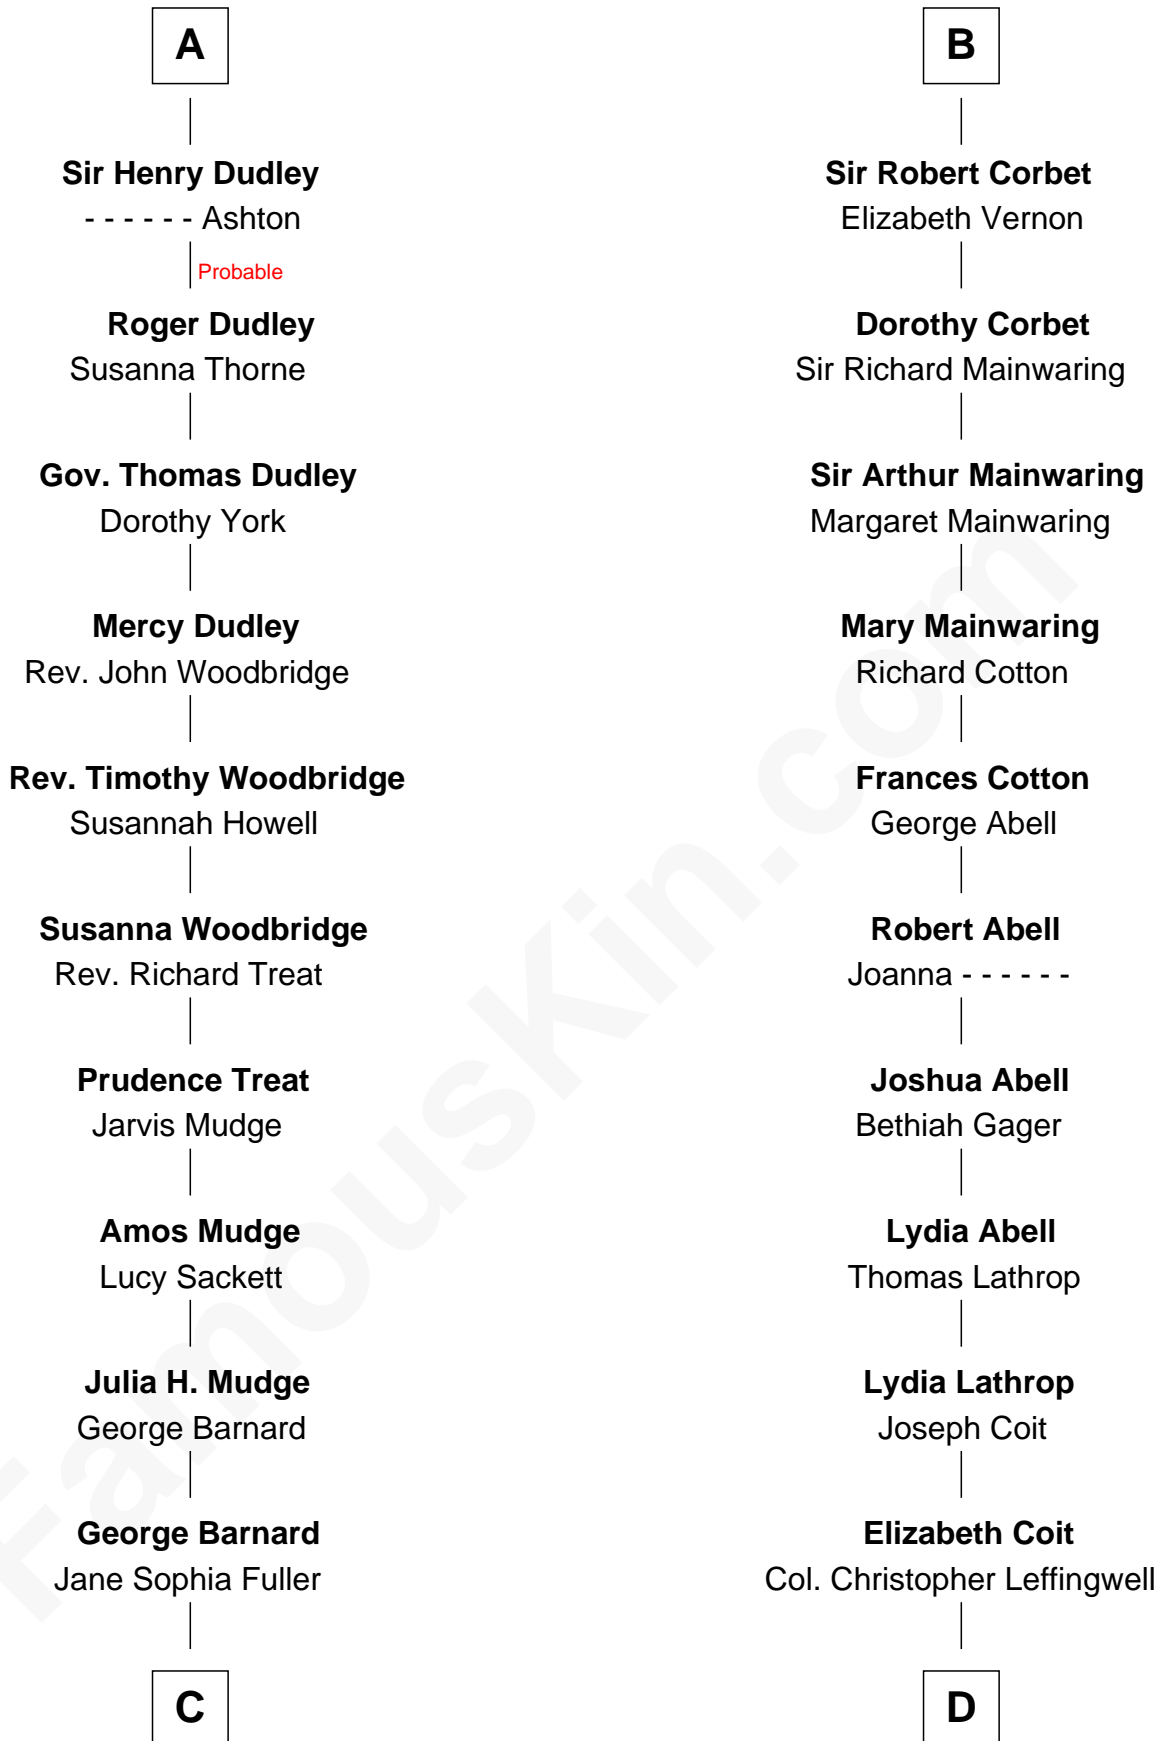 A
Sir Henry Dudley
- - - - - - Ashton
Probable
Roger Dudley
Susanna Thorne
Gov. Thomas Dudley
Dorothy York
Mercy Dudley
Rev. John Woodbridge
Rev. Timothy Woodbridge
Susannah Howell
Susanna Woodbridge
Rev. Richard Treat
Prudence Treat
Jarvis Mudge
Amos Mudge
Lucy Sackett
Julia H. Mudge
George Barnard
George Barnard
Jane Sophia Fuller
C
B
Sir Robert Corbet
Elizabeth Vernon
Dorothy Corbet
Sir Richard Mainwaring
Sir Arthur Mainwaring
Margaret Mainwaring
Mary Mainwaring
Richard Cotton
Frances Cotton
George Abell
Robert Abell
Joanna - - - - - -
Joshua Abell
Bethiah Gager
Lydia Abell
Thomas Lathrop
Lydia Lathrop
Joseph Coit
Elizabeth Coit
Col. Christopher Leffingwell
D
FamousKin.com